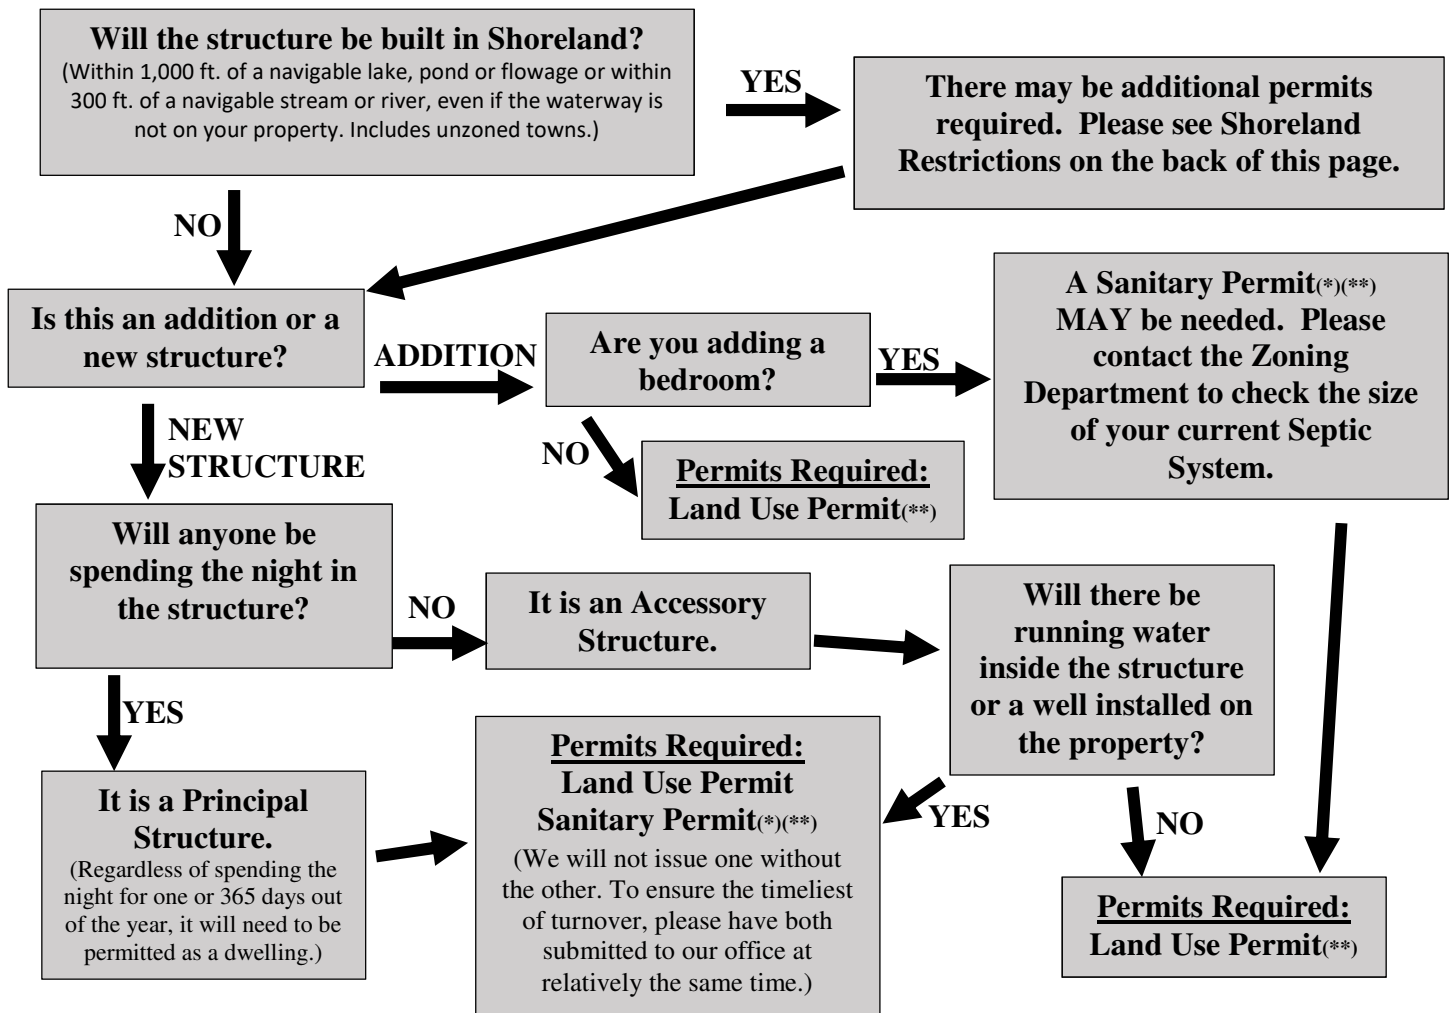 Will the structure be built in Shoreland?
(Within 1,000 ft. of a navigable lake, pond or flowage or within
300 ft. of a navigable stream or river, even if the waterway is
not on your property. Includes unzoned towns.)
YES
There may be additional permits
required.  Please see Shoreland
Restrictions on the back of this page.
NO
Is this an addition or a
new structure?
ADDITION
Are you adding a
bedroom?
YES
A Sanitary Permit(*)(**)
MAY be needed.  Please
contact the Zoning
Department to check the size
of your current Septic
System.
NO
Permits Required:
Land Use Permit(**)
NEW
STRUCTURE
Will anyone be
spending the night in
the structure?
NO
It is an Accessory
Structure.
Will there be
running water
inside the structure
or a well installed on
the property?
YES
It is a Principal
Structure.
(Regardless of spending the
night for one or 365 days out
of the year, it will need to be
permitted as a dwelling.)
Permits Required:
Land Use Permit
Sanitary Permit(*)(**)
(We will not issue one without
the other. To ensure the timeliest
of turnover, please have both
submitted to our office at
relatively the same time.)
YES
NO
Permits Required:
Land Use Permit(**)